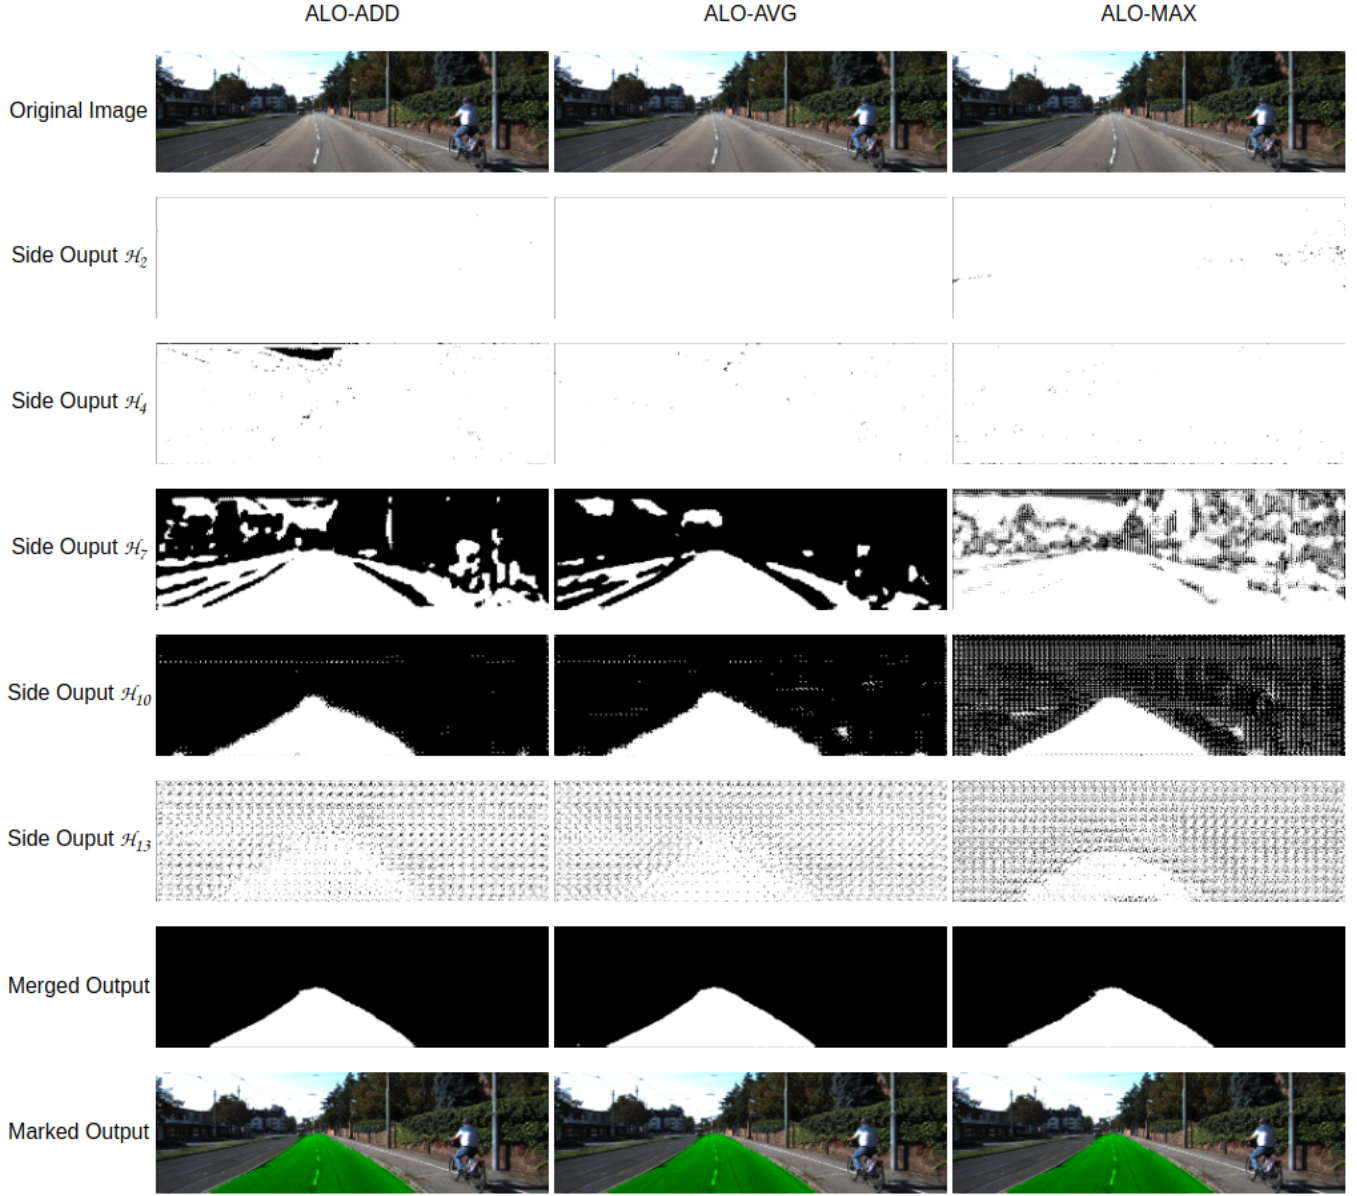 ALO-ADD ALO-AVG ALO-MAX
Original Image
Side Ouput ℋ₂
Side Ouput ℋ₄
Side Ouput ℋ₇
Side Ouput ℋ₁₀
Side Ouput ℋ₁₃
Merged Output
Marked Output